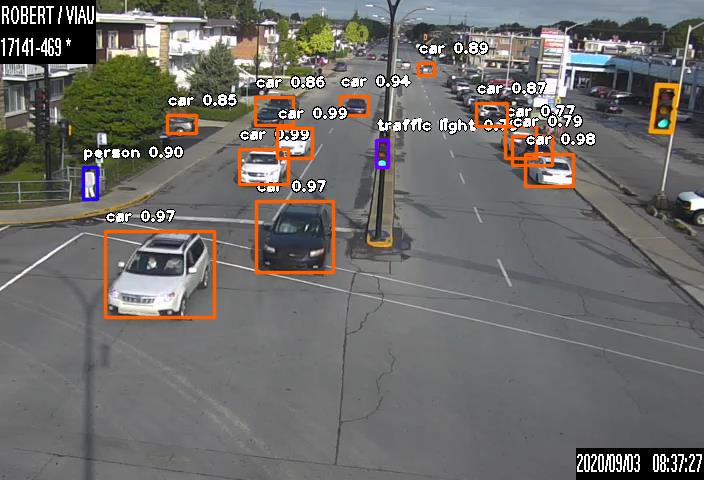 ROBERT / VIAU
17141-469 *
car 0.89
car 0.86
car 0.94
car 0.85
car 0.99
car 0.87
0.77
traffic light 0.
car 0.79
car 0.99
car 0.98
person 0.90
car 0.97
car 0.97
2020/09/03 08:37:27